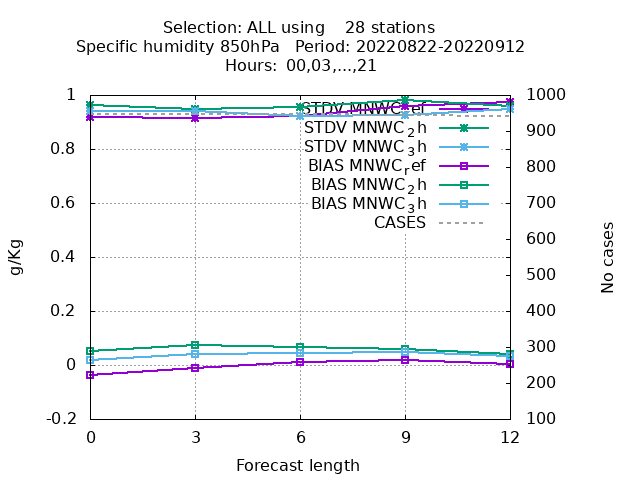 Selection: ALL using 28 stations
Specific humidity 850hPa Period: 20220822-20220912
Hours: 00,03,...,21
1
0.8
0.6
0.4
0.2
0
-0.2
g/Kg
1000
900
800
700
600
500
400
300
200
100
No cases
STDV MNWC_ref
STDV MNWC_2h
STDV MNWC_3h
BIAS MNWC_ref
BIAS MNWC_2h
BIAS MNWC_3h
CASES
0 3 6 9 12
Forecast length